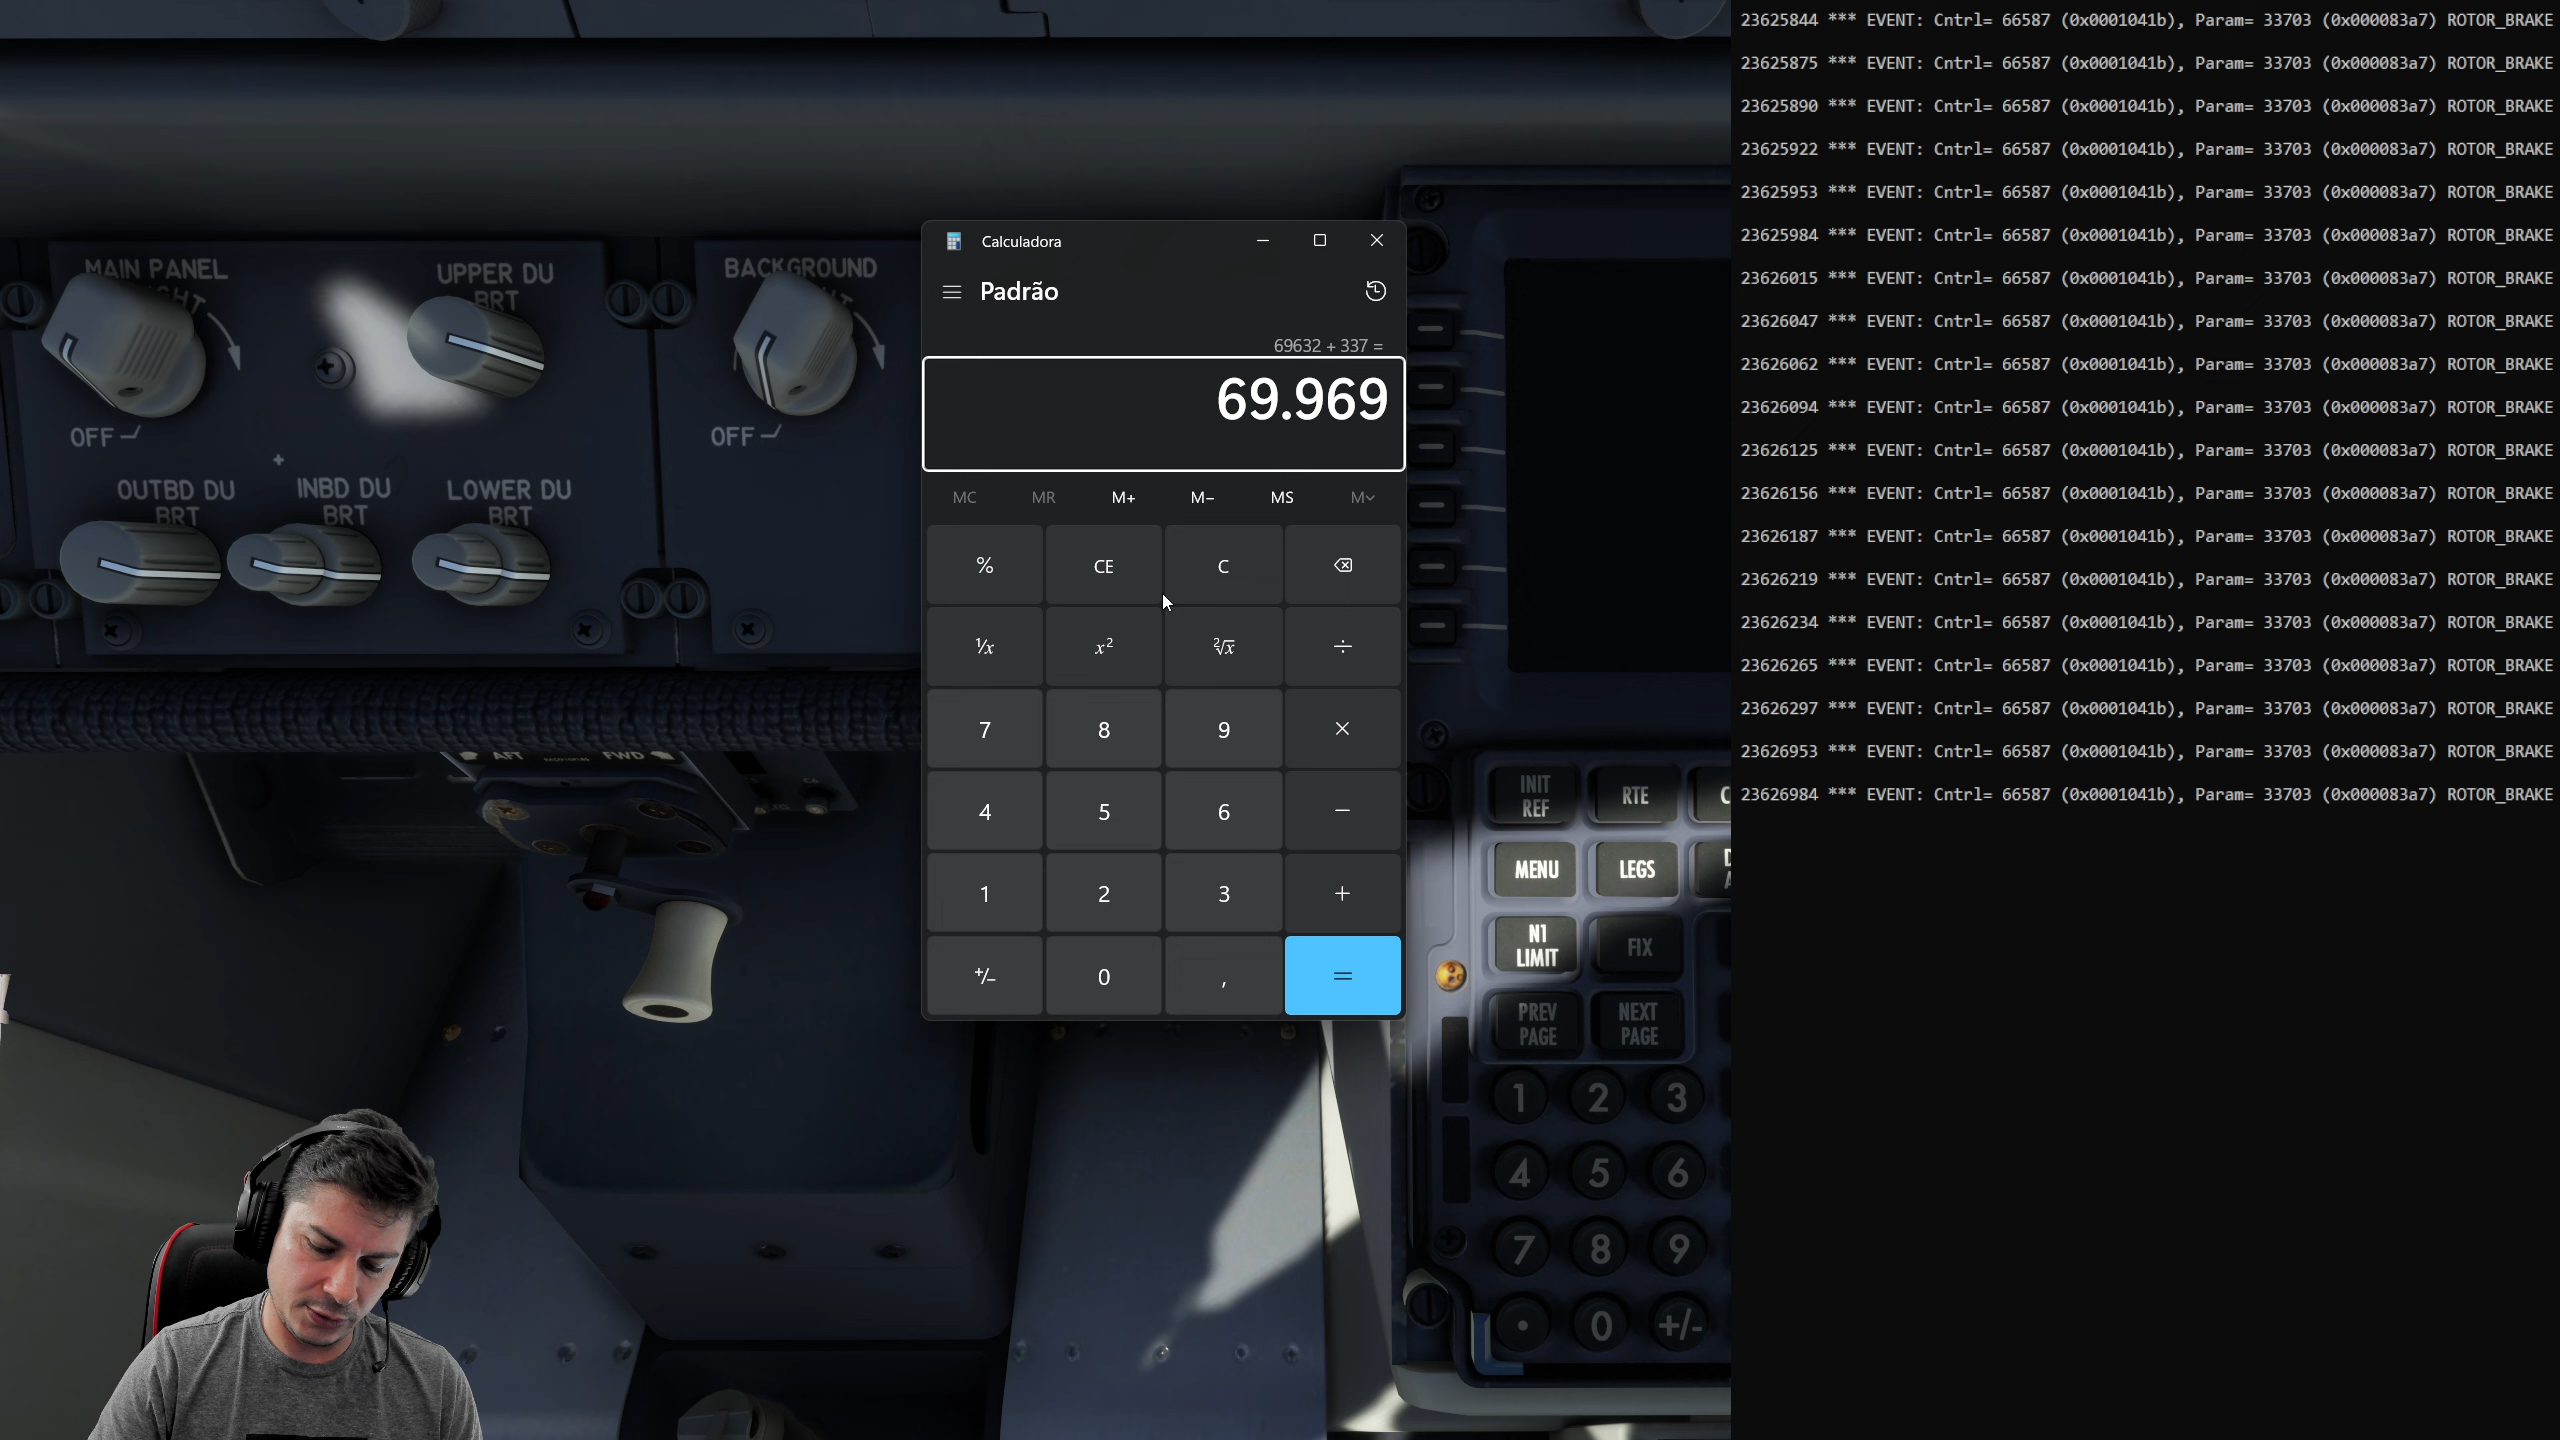 MAIN PANEL
UPPER DU
BRT
BACKGROUND
OFF
OFF
OUTBD DU
BRT
INBD DU
BRT
LOWER DU
BRT
AFT
FWD
Calculadora
Padrão
69632 + 337 =
69.969
MC MR M+ M− MS M
% CE C
¹/x x² ²√x ÷
7 8 9 ×
4 5 6 −
1 2 3 +
+/− 0 , =
INIT
REF
RTE
MENU
LEGS
N1
LIMIT
FIX
PREV
PAGE
NEXT
PAGE
1 2 3
4 5 6
7 8 9
. 0 +/-
23625844 *** EVENT: Cntrl= 66587 (0x0001041b), Param= 33703 (0x000083a7) ROTOR_BRAKE
23625875 *** EVENT: Cntrl= 66587 (0x0001041b), Param= 33703 (0x000083a7) ROTOR_BRAKE
23625890 *** EVENT: Cntrl= 66587 (0x0001041b), Param= 33703 (0x000083a7) ROTOR_BRAKE
23625922 *** EVENT: Cntrl= 66587 (0x0001041b), Param= 33703 (0x000083a7) ROTOR_BRAKE
23625953 *** EVENT: Cntrl= 66587 (0x0001041b), Param= 33703 (0x000083a7) ROTOR_BRAKE
23625984 *** EVENT: Cntrl= 66587 (0x0001041b), Param= 33703 (0x000083a7) ROTOR_BRAKE
23626015 *** EVENT: Cntrl= 66587 (0x0001041b), Param= 33703 (0x000083a7) ROTOR_BRAKE
23626047 *** EVENT: Cntrl= 66587 (0x0001041b), Param= 33703 (0x000083a7) ROTOR_BRAKE
23626062 *** EVENT: Cntrl= 66587 (0x0001041b), Param= 33703 (0x000083a7) ROTOR_BRAKE
23626094 *** EVENT: Cntrl= 66587 (0x0001041b), Param= 33703 (0x000083a7) ROTOR_BRAKE
23626125 *** EVENT: Cntrl= 66587 (0x0001041b), Param= 33703 (0x000083a7) ROTOR_BRAKE
23626156 *** EVENT: Cntrl= 66587 (0x0001041b), Param= 33703 (0x000083a7) ROTOR_BRAKE
23626187 *** EVENT: Cntrl= 66587 (0x0001041b), Param= 33703 (0x000083a7) ROTOR_BRAKE
23626219 *** EVENT: Cntrl= 66587 (0x0001041b), Param= 33703 (0x000083a7) ROTOR_BRAKE
23626234 *** EVENT: Cntrl= 66587 (0x0001041b), Param= 33703 (0x000083a7) ROTOR_BRAKE
23626265 *** EVENT: Cntrl= 66587 (0x0001041b), Param= 33703 (0x000083a7) ROTOR_BRAKE
23626297 *** EVENT: Cntrl= 66587 (0x0001041b), Param= 33703 (0x000083a7) ROTOR_BRAKE
23626953 *** EVENT: Cntrl= 66587 (0x0001041b), Param= 33703 (0x000083a7) ROTOR_BRAKE
23626984 *** EVENT: Cntrl= 66587 (0x0001041b), Param= 33703 (0x000083a7) ROTOR_BRAKE